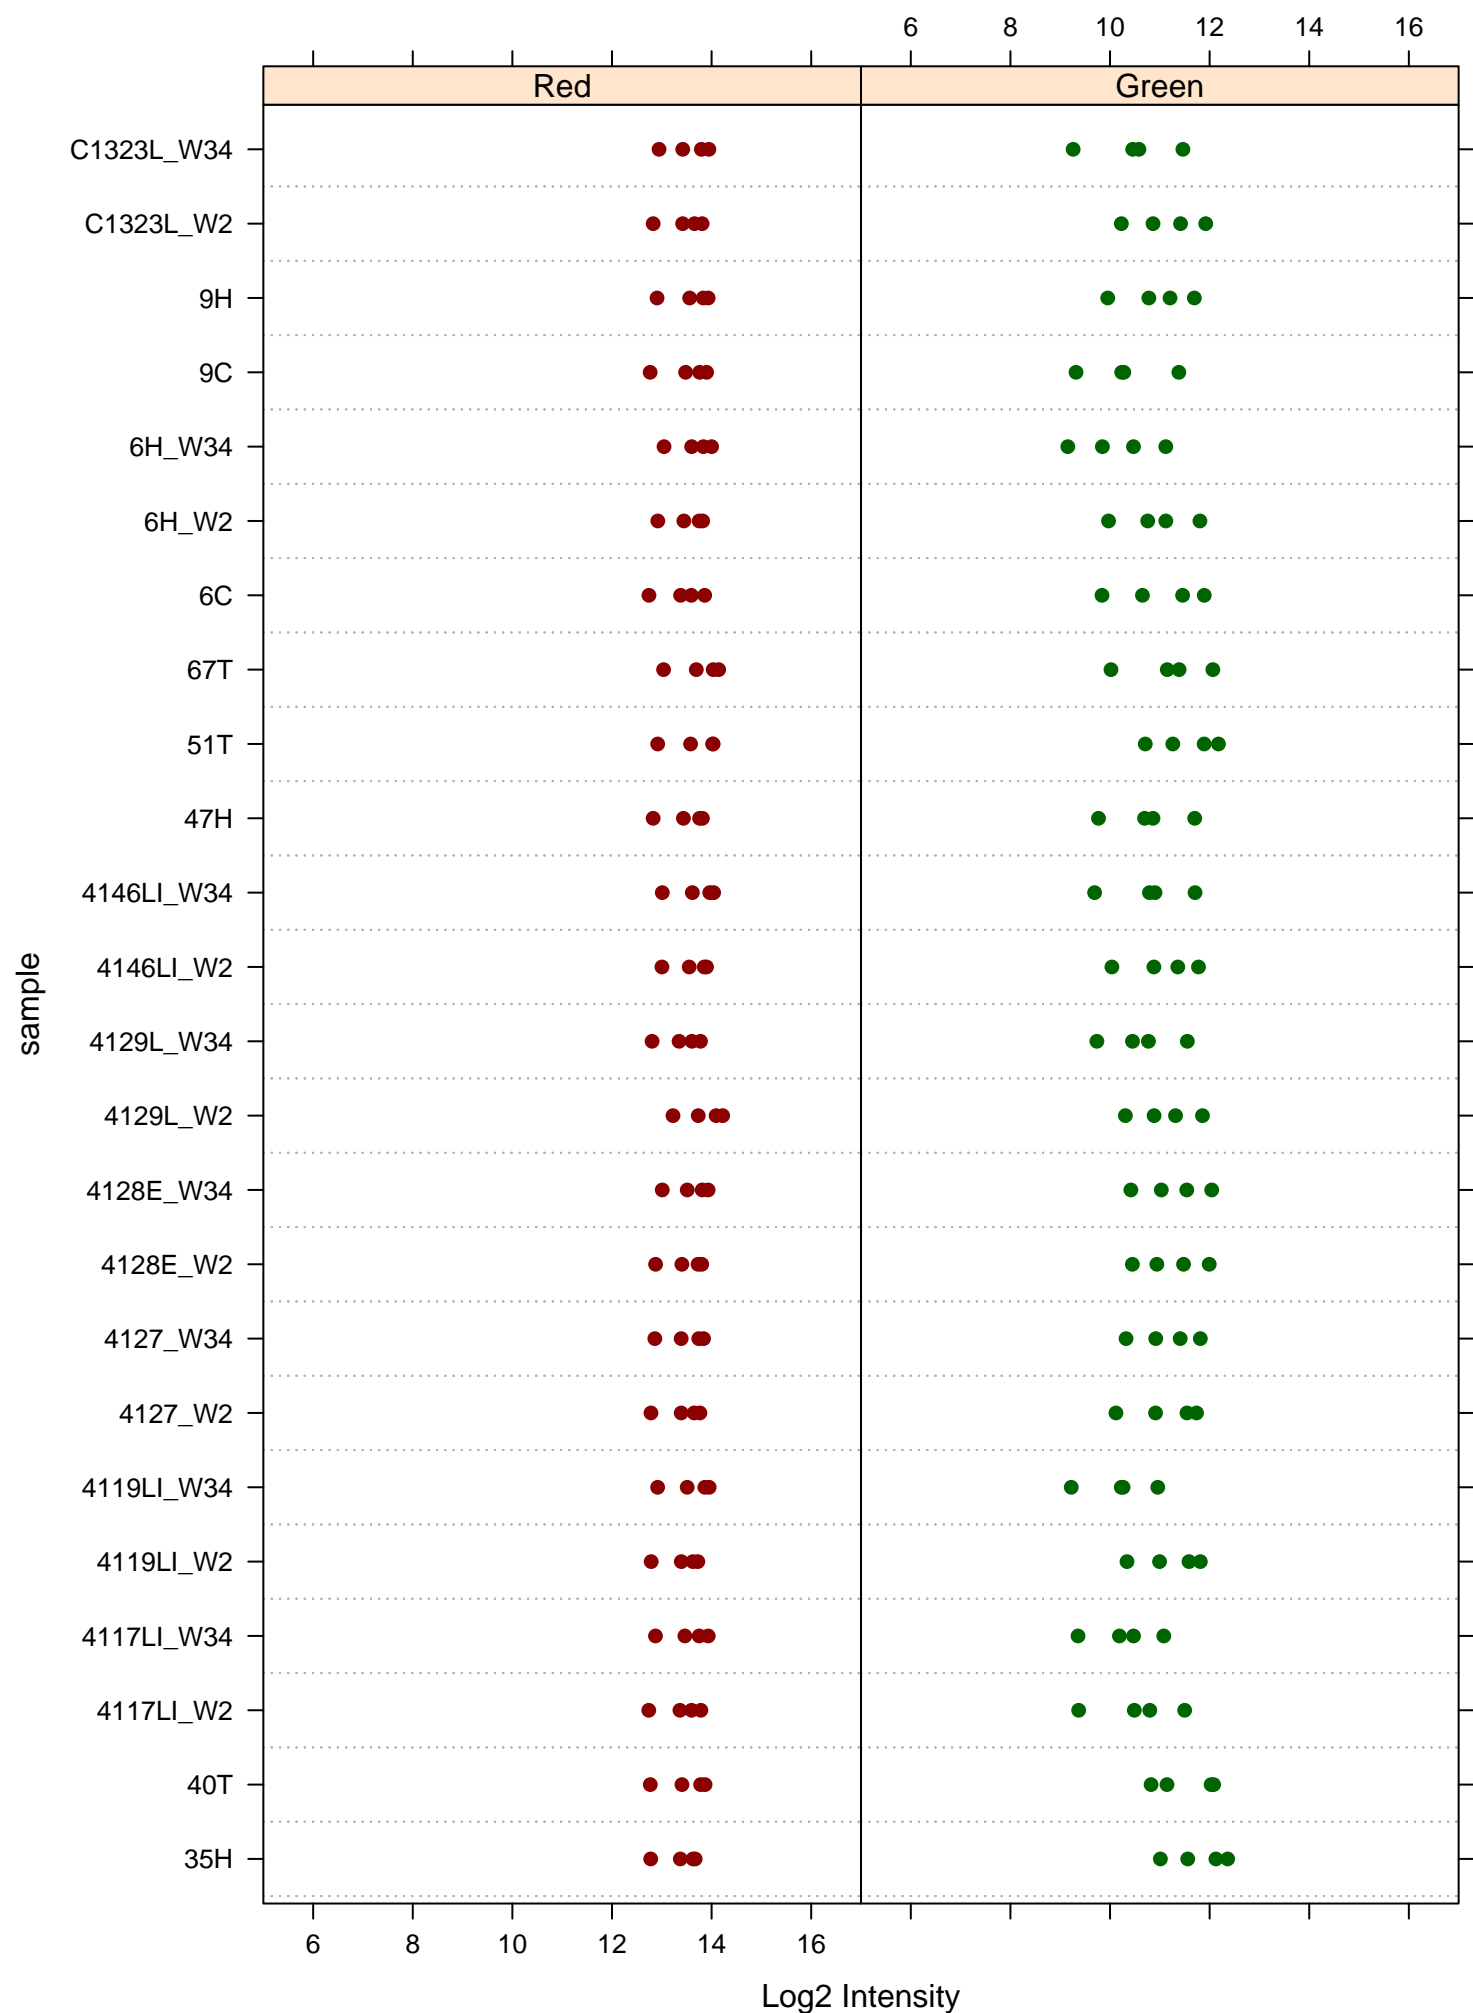 6 8 10 12 14 16
Red Green
C1323L_W34
C1323L_W2
9H
9C
6H_W34
6H_W2
6C
67T
51T
47H
4146LI_W34
4146LI_W2
4129L_W34
4129L_W2
4128E_W34
4128E_W2
4127_W34
4127_W2
4119LI_W34
4119LI_W2
4117LI_W34
4117LI_W2
40T
35H
sample
6 8 10 12 14 16
Log2 Intensity